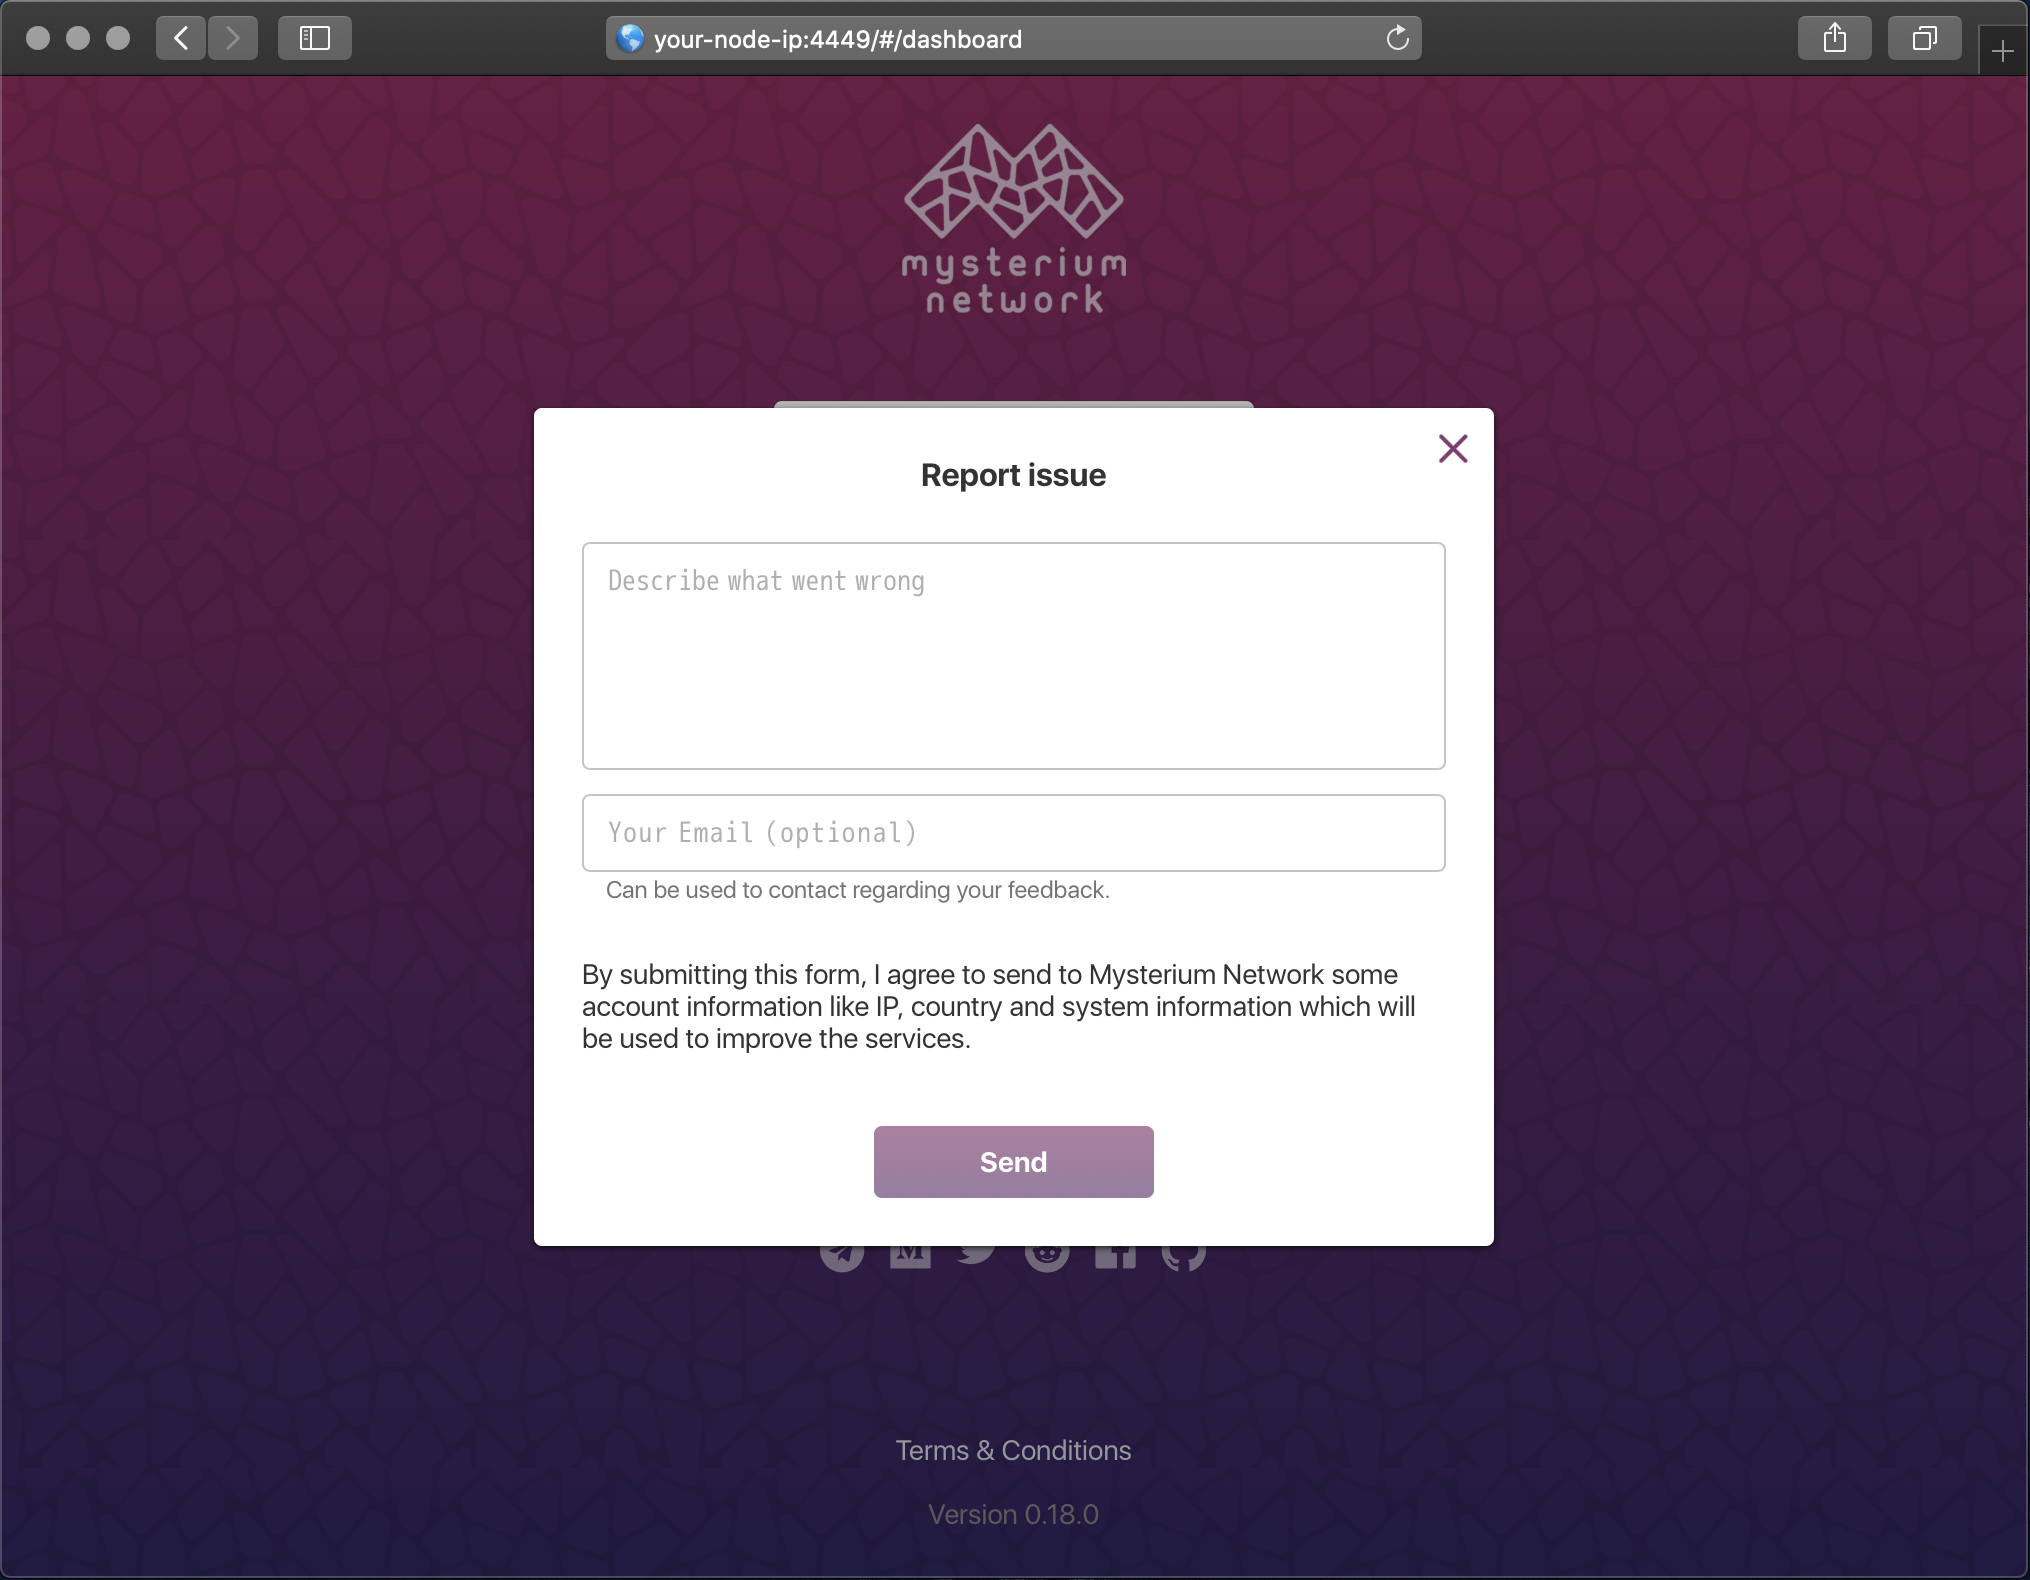 your-node-ip:4449/#/dashboard
mysterium
network
Report issue
Describe what went wrong
Your Email (optional)
Can be used to contact regarding your feedback.
By submitting this form, I agree to send to Mysterium Network some
account information like IP, country and system information which will
be used to improve the services.
Send
Terms & Conditions
Version 0.18.0